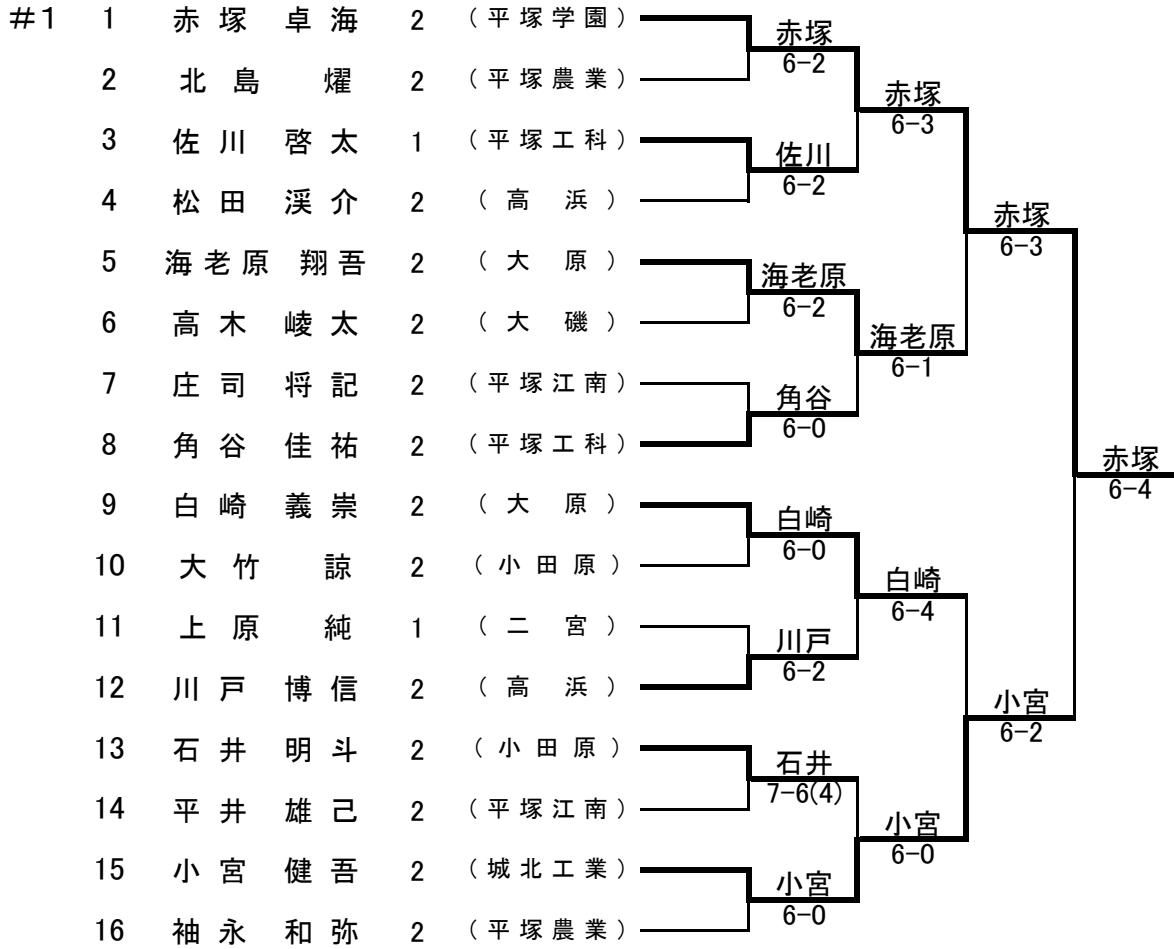 #1 1 赤塚 卓海 2 (平塚学園)
赤塚
6-2
2 北島 燿 2 (平塚農業)
赤塚
6-3
3 佐川 啓太 1 (平塚工科)
佐川
6-2
4 松田 渓介 2 (高浜)
赤塚
6-3
5 海老原 翔吾 2 (大原)
海老原
6-2
6 高木 崚太 2 (大磯)
海老原
6-1
7 庄司 将記 2 (平塚江南)
角谷
6-0
8 角谷 佳祐 2 (平塚工科)
赤塚
6-4
9 白崎 義崇 2 (大原)
白崎
6-0
10 大竹 諒 2 (小田原)
白崎
6-4
11 上原 純 1 (二宮)
川戸
6-2
12 川戸 博信 2 (高浜)
小宮
6-2
13 石井 明斗 2 (小田原)
石井
7-6(4)
14 平井 雄己 2 (平塚江南)
小宮
6-0
15 小宮 健吾 2 (城北工業)
小宮
6-0
16 袖永 和弥 2 (平塚農業)